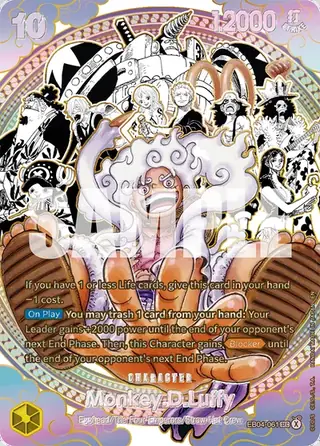 10 12000
SAMPLE
If you have 1 or less Life cards, give this card in your hand
−1 cost.
On Play You may trash 1 card from your hand: Your
Leader gains +2000 power until the end of your opponent's
next End Phase. Then, this Character gains Blocker until
the end of your opponent's next End Phase.
CHARACTER
Monkey.D.Luffy
EB04-061